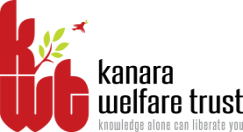 kwt
kanara
welfare trust
knowledge alone can liberate you